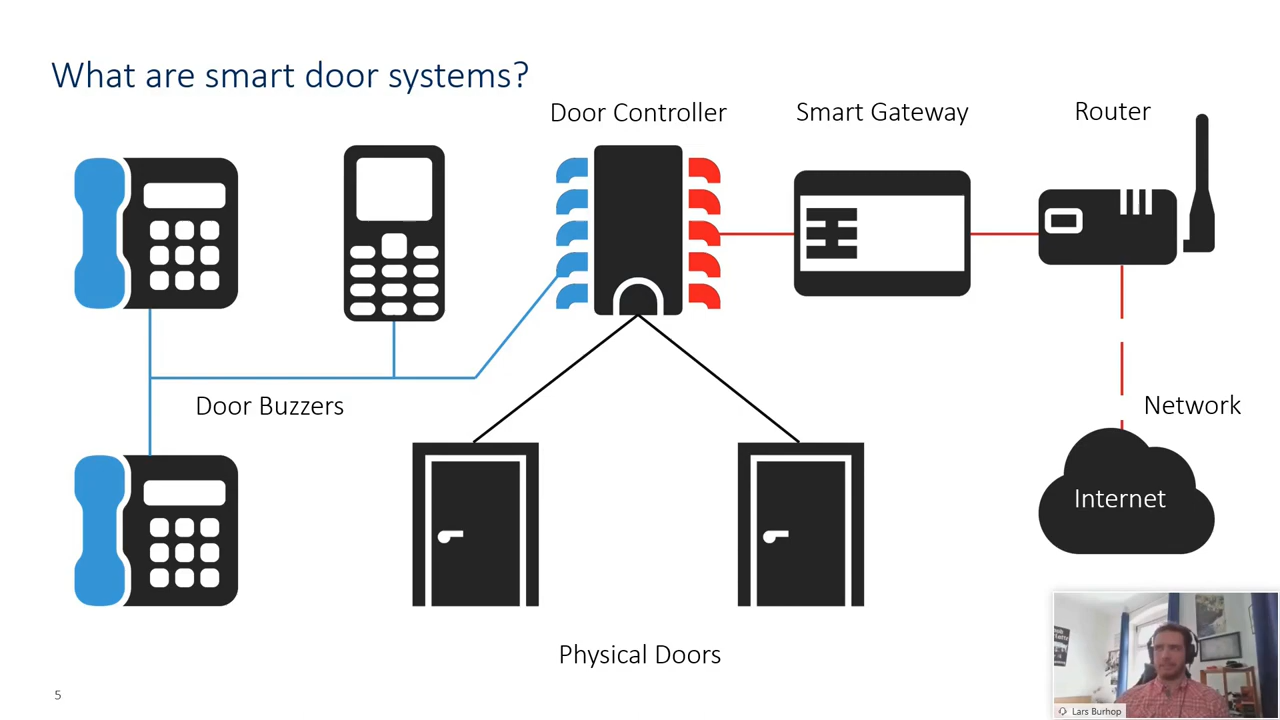 What are smart door systems?
Door Controller
Smart Gateway
Router
Door Buzzers
Network
Internet
Physical Doors
5
Lars Burhop